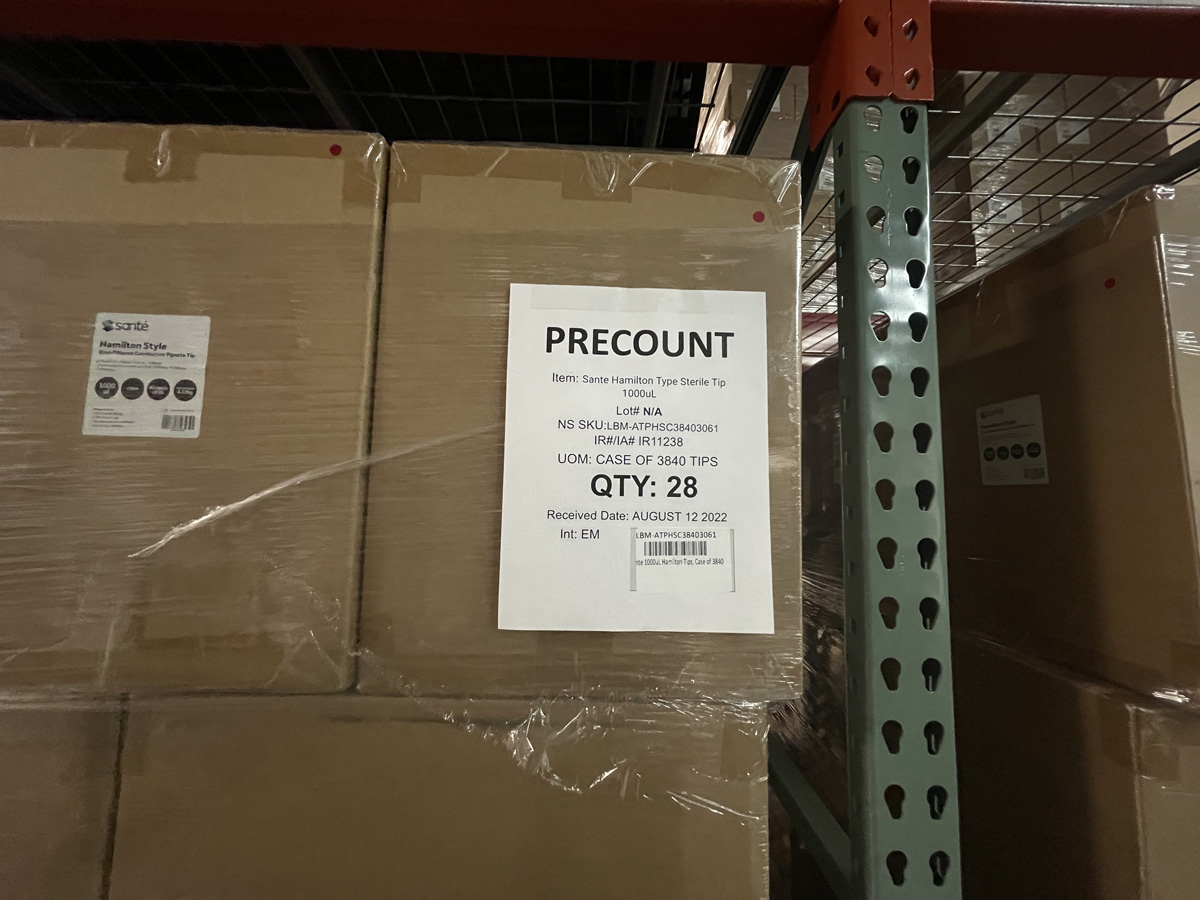 santé
Hamilton Style
1000
PRECOUNT
Item: Sante Hamilton Type Sterile Tip
1000uL
Lot# N/A
NS SKU:LBM-ATPHSC38403061
IR#/IA# IR11238
UOM: CASE OF 3840 TIPS
QTY: 28
Received Date: AUGUST 12 2022
Int: EM
LBM-ATPHSC38403061
1000uL Hamilton Tips, Case of 3840